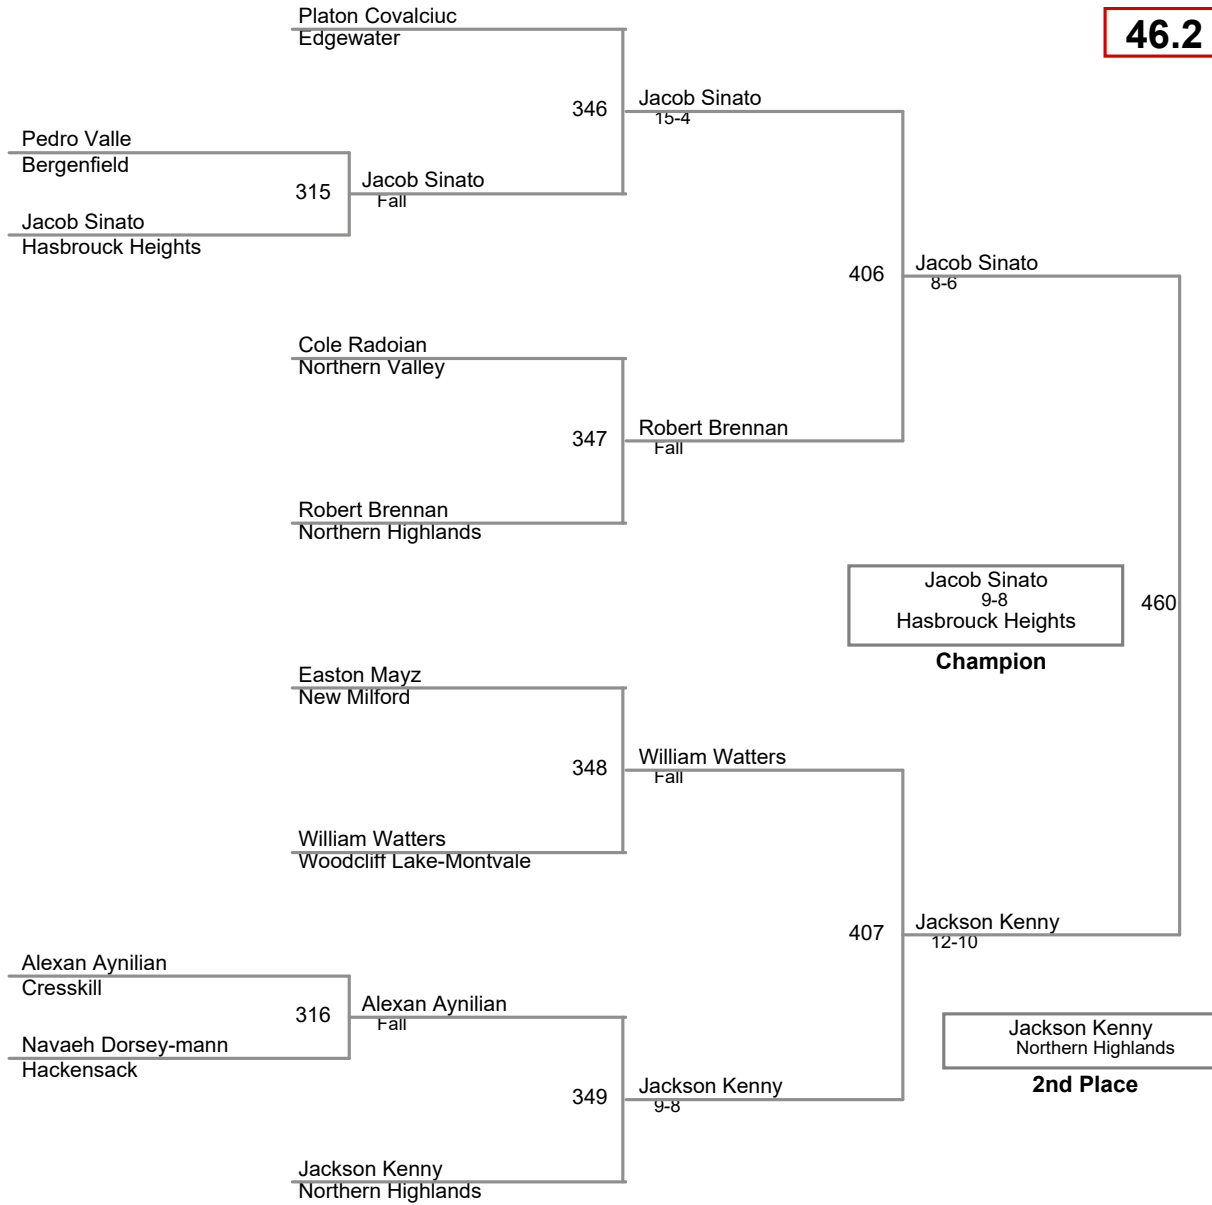 Platon Covalciuc
Edgewater
46.2
346
Jacob Sinato
15-4
Pedro Valle
Bergenfield
315
Jacob Sinato
Fall
Jacob Sinato
Hasbrouck Heights
406
Jacob Sinato
8-6
Cole Radoian
Northern Valley
347
Robert Brennan
Fall
Robert Brennan
Northern Highlands
Jacob Sinato
9-8
Hasbrouck Heights
460
Champion
Easton Mayz
New Milford
348
William Watters
Fall
William Watters
Woodcliff Lake-Montvale
407
Jackson Kenny
12-10
Alexan Aynilian
Cresskill
316
Alexan Aynilian
Fall
Navaeh Dorsey-mann
Hackensack
Jackson Kenny
Northern Highlands
2nd Place
349
Jackson Kenny
9-8
Jackson Kenny
Northern Highlands